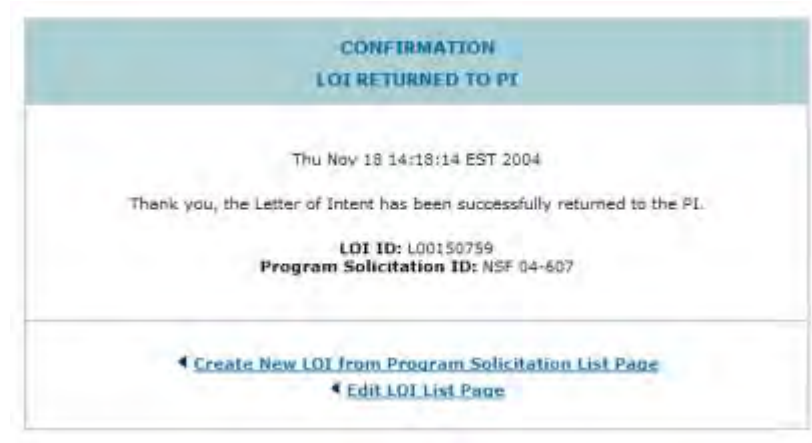 CONFIRMATION
LOI RETURNED TO PI
Thu Nov 18 14:18:14 EST 2004
Thank you, the Letter of Intent has been successfully returned to the PI.
LOI ID: L00150759
Program Solicitation ID: NSF 04-607
Create New LOI from Program Solicitation List Page
Edit LOI List Page